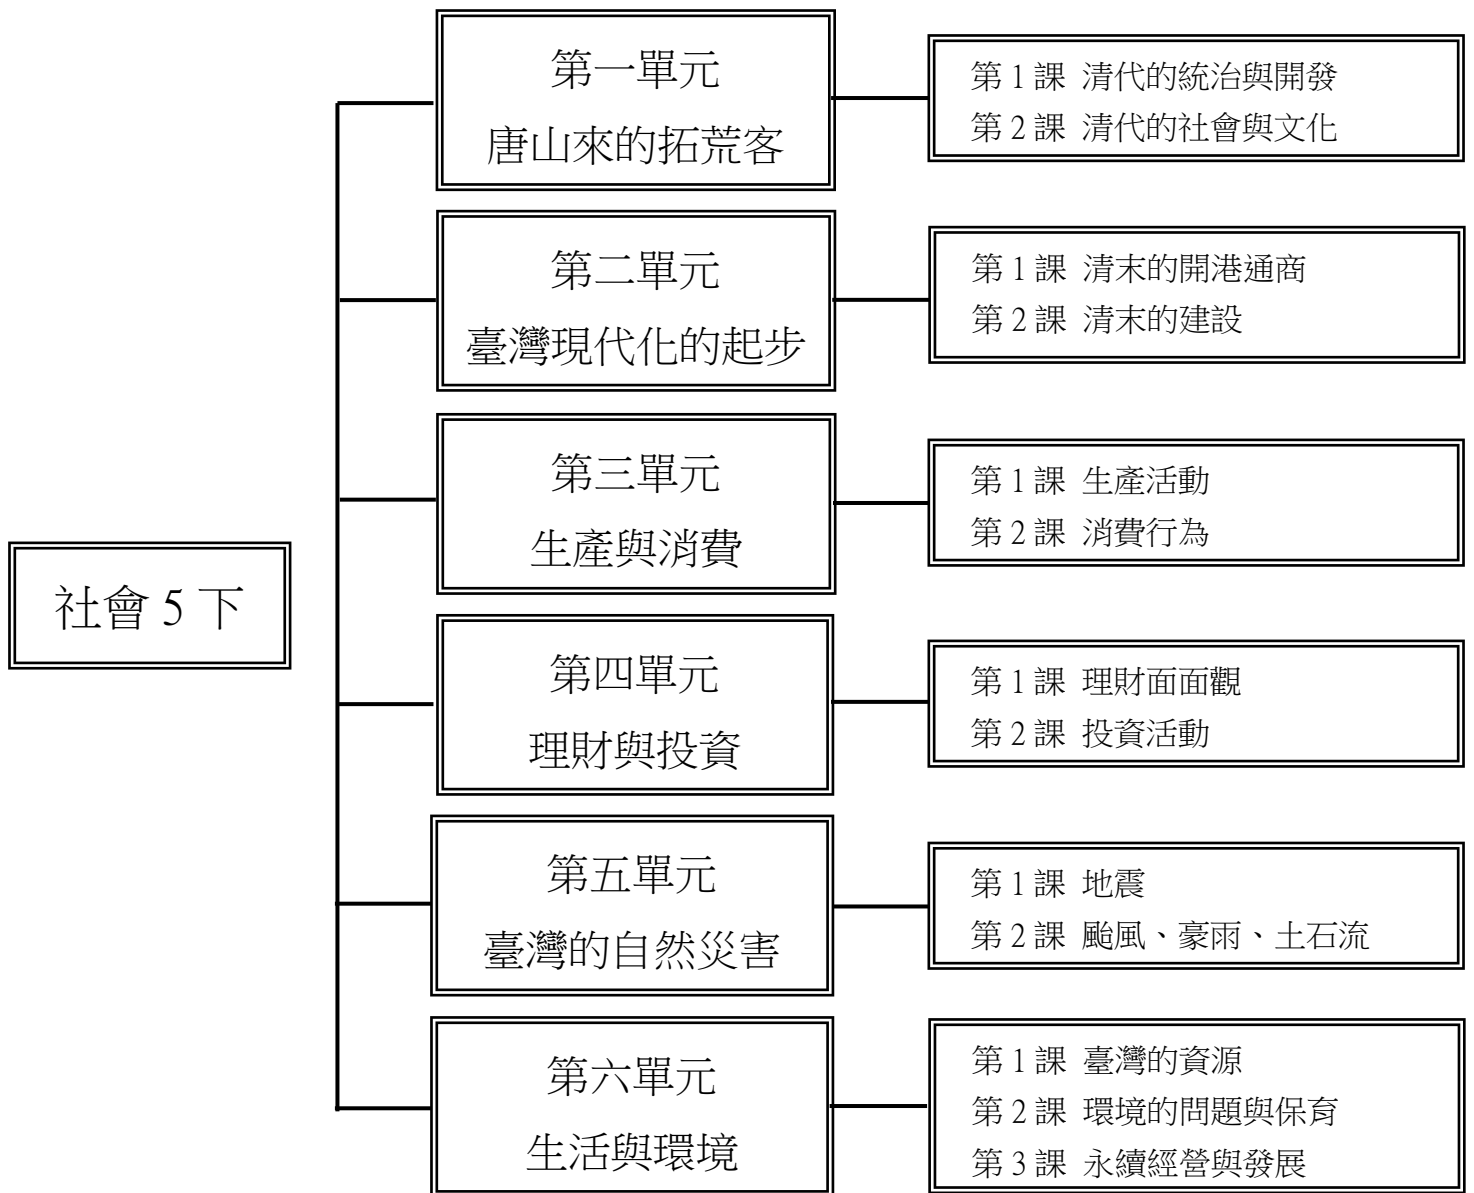 社會 5 下
第一單元
唐山來的拓荒客
第 1 課 清代的統治與開發
第 2 課 清代的社會與文化
第二單元
臺灣現代化的起步
第 1 課 清末的開港通商
第 2 課 清末的建設
第三單元
生產與消費
第 1 課 生產活動
第 2 課 消費行為
第四單元
理財與投資
第 1 課 理財面面觀
第 2 課 投資活動
第五單元
臺灣的自然災害
第 1 課 地震
第 2 課 颱風、豪雨、土石流
第六單元
生活與環境
第 1 課 臺灣的資源
第 2 課 環境的問題與保育
第 3 課 永續經營與發展